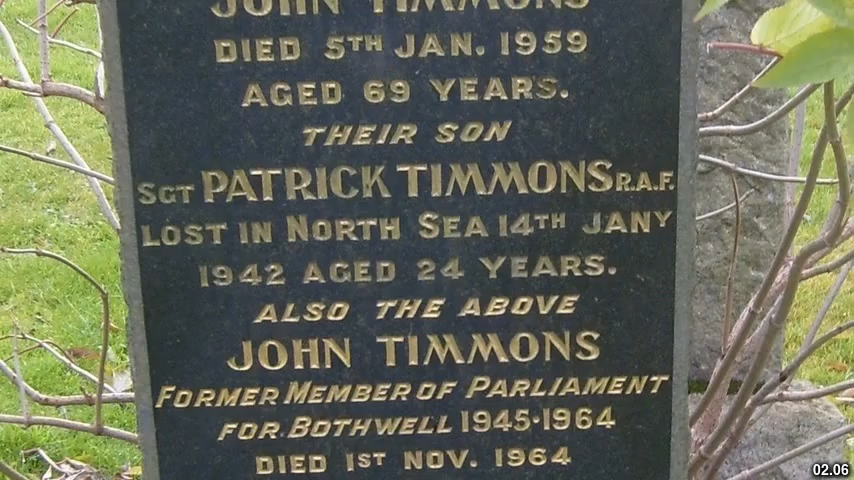 JOHN TIMMONS
DIED 5TH JAN. 1959
AGED 69 YEARS.
THEIR SON
SGT PATRICK TIMMONS R.A.F.
LOST IN NORTH SEA 14TH JANY
1942 AGED 24 YEARS.
ALSO THE ABOVE
JOHN TIMMONS
FORMER MEMBER OF PARLIAMENT
FOR BOTHWELL 1945·1964
DIED 1ST NOV. 1964
02.06